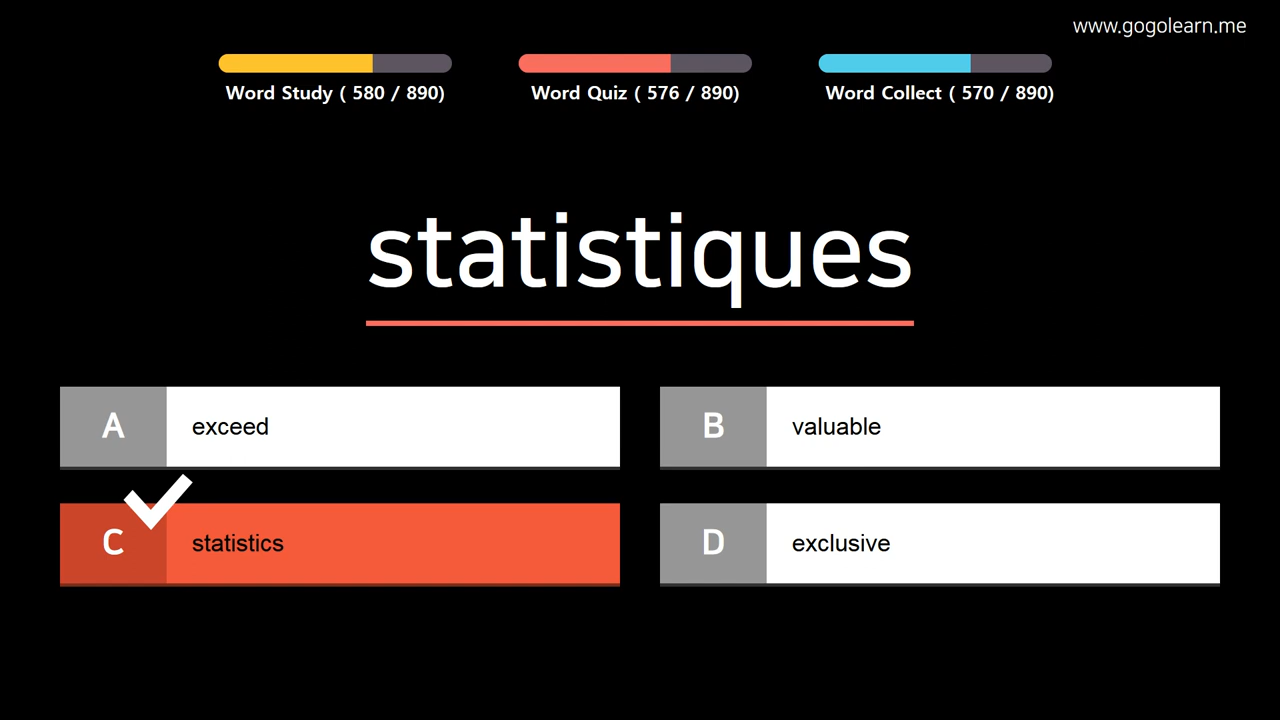 www.gogolearn.me
Word Study ( 580 / 890)
Word Quiz ( 576 / 890)
Word Collect ( 570 / 890)
statistiques
A exceed
B valuable
C statistics
D exclusive